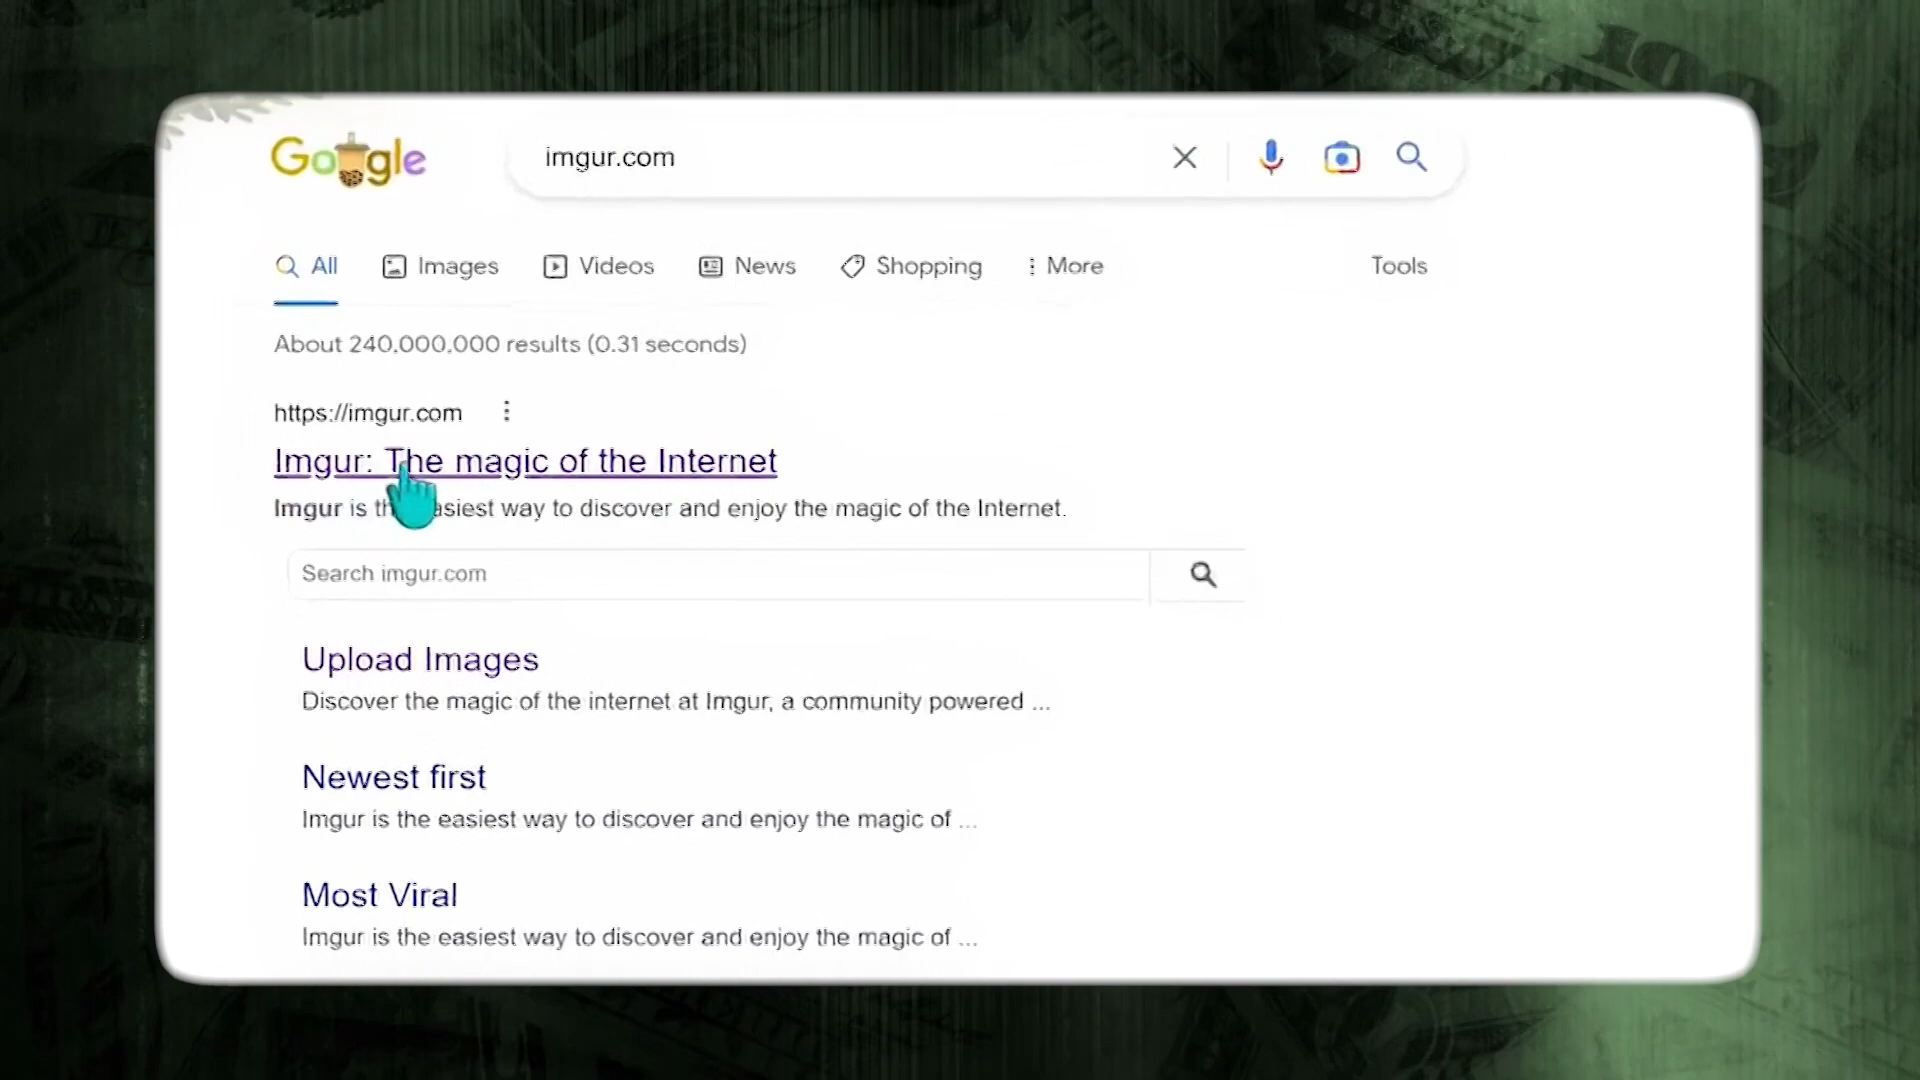 Google
imgur.com
All Images Videos News Shopping More Tools
About 240,000,000 results (0.31 seconds)
https://imgur.com
Imgur: The magic of the Internet
Imgur is the easiest way to discover and enjoy the magic of the Internet.
Search imgur.com
Upload Images
Discover the magic of the internet at Imgur, a community powered ...
Newest first
Imgur is the easiest way to discover and enjoy the magic of ...
Most Viral
Imgur is the easiest way to discover and enjoy the magic of ...
100